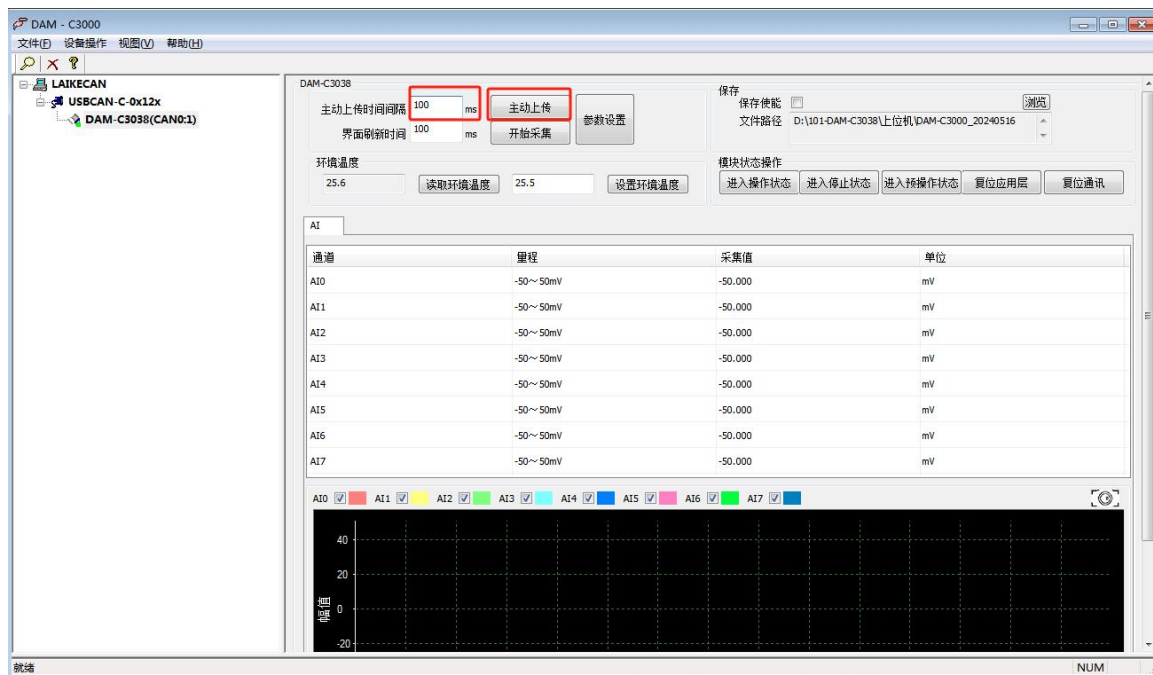 DAM - C3000
文件(F) 设备操作 视图(V) 帮助(H)
LAIKECAN
USBCAN-C-0x12x
DAM-C3038(CAN0:1)
DAM-C3038
主动上传时间间隔 100 ms 主动上传
界面刷新时间 100 ms 开始采集
参数设置
保存
保存使能 浏览
文件路径 D:\101-DAM-C3038\上位机\DAM-C3000_20240516
环境温度
25.6 读取环境温度 25.5 设置环境温度
模块状态操作
进入操作状态 进入停止状态 进入预操作状态 复位应用层 复位通讯
AI
通道 量程 采集值 单位
AI0 -50～50mV -50.000 mV
AI1 -50～50mV -50.000 mV
AI2 -50～50mV -50.000 mV
AI3 -50～50mV -50.000 mV
AI4 -50～50mV -50.000 mV
AI5 -50～50mV -50.000 mV
AI6 -50～50mV -50.000 mV
AI7 -50～50mV -50.000 mV
AI0 AI1 AI2 AI3 AI4 AI5 AI6 AI7
40
20
0
-20
幅值
就绪 NUM